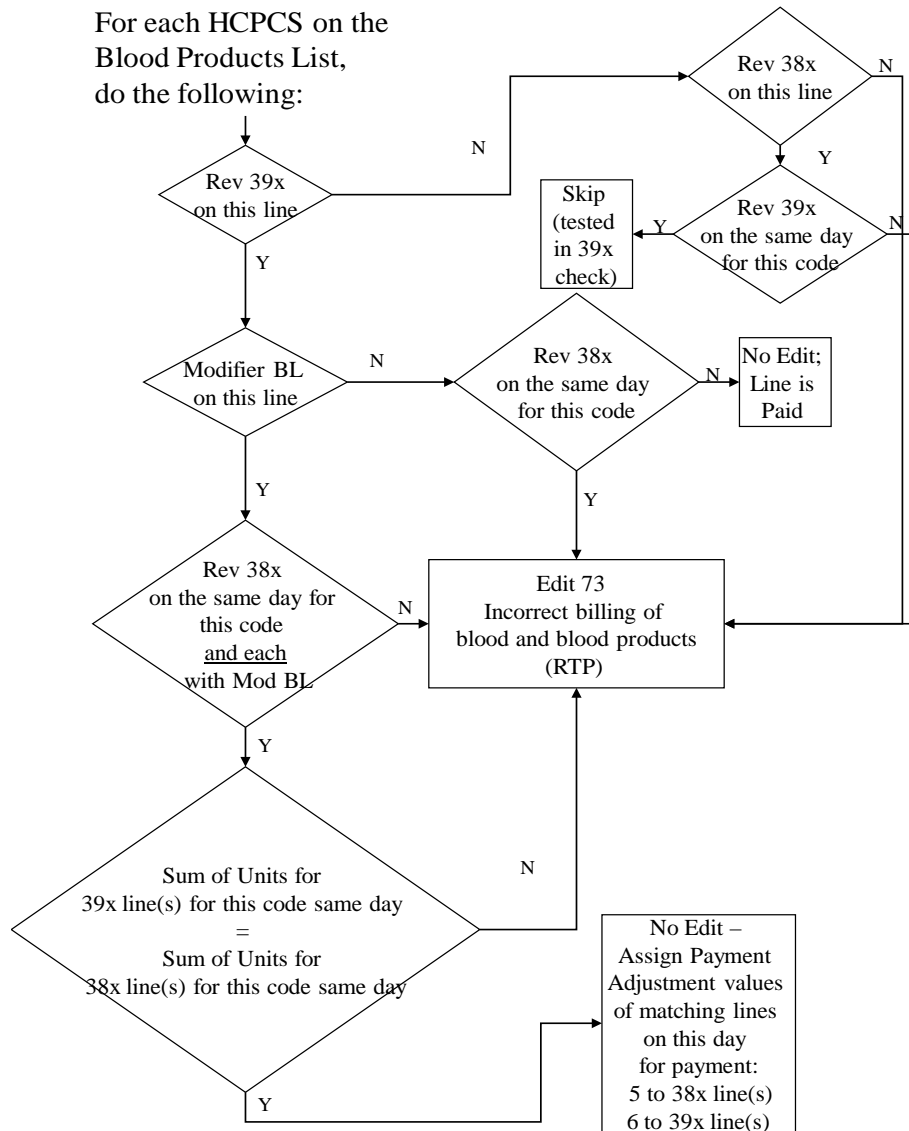 For each HCPCS on the
Blood Products List,
do the following:
Rev 38x
on this line
N
N
Y
Rev 39x
on this line
Skip
(tested
in 39x
check)
Y
Rev 39x
on the same day
for this code
N
Y
Modifier BL
on this line
N
Rev 38x
on the same day
for this code
N
No Edit;
Line is
Paid
Y
Y
Rev 38x
on the same day for
this code
and each
with Mod BL
N
Edit 73
Incorrect billing of
blood and blood products
(RTP)
Y
Sum of Units for
39x line(s) for this code same day
=
Sum of Units for
38x line(s) for this code same day
N
Y
No Edit –
Assign Payment
Adjustment values
of matching lines
on this day
for payment:
5 to 38x line(s)
6 to 39x line(s)